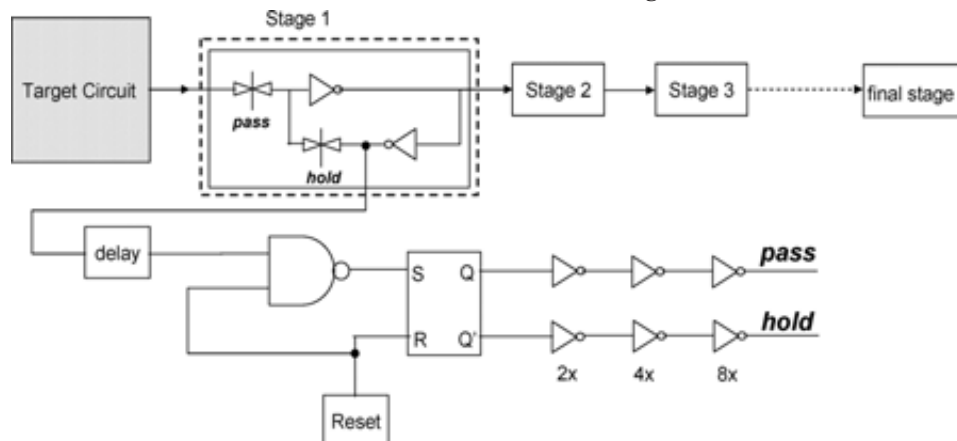 Stage 1
Target Circuit
pass
hold
Stage 2
Stage 3
final stage
delay
S
Q
R
Q'
pass
hold
2x
4x
8x
Reset